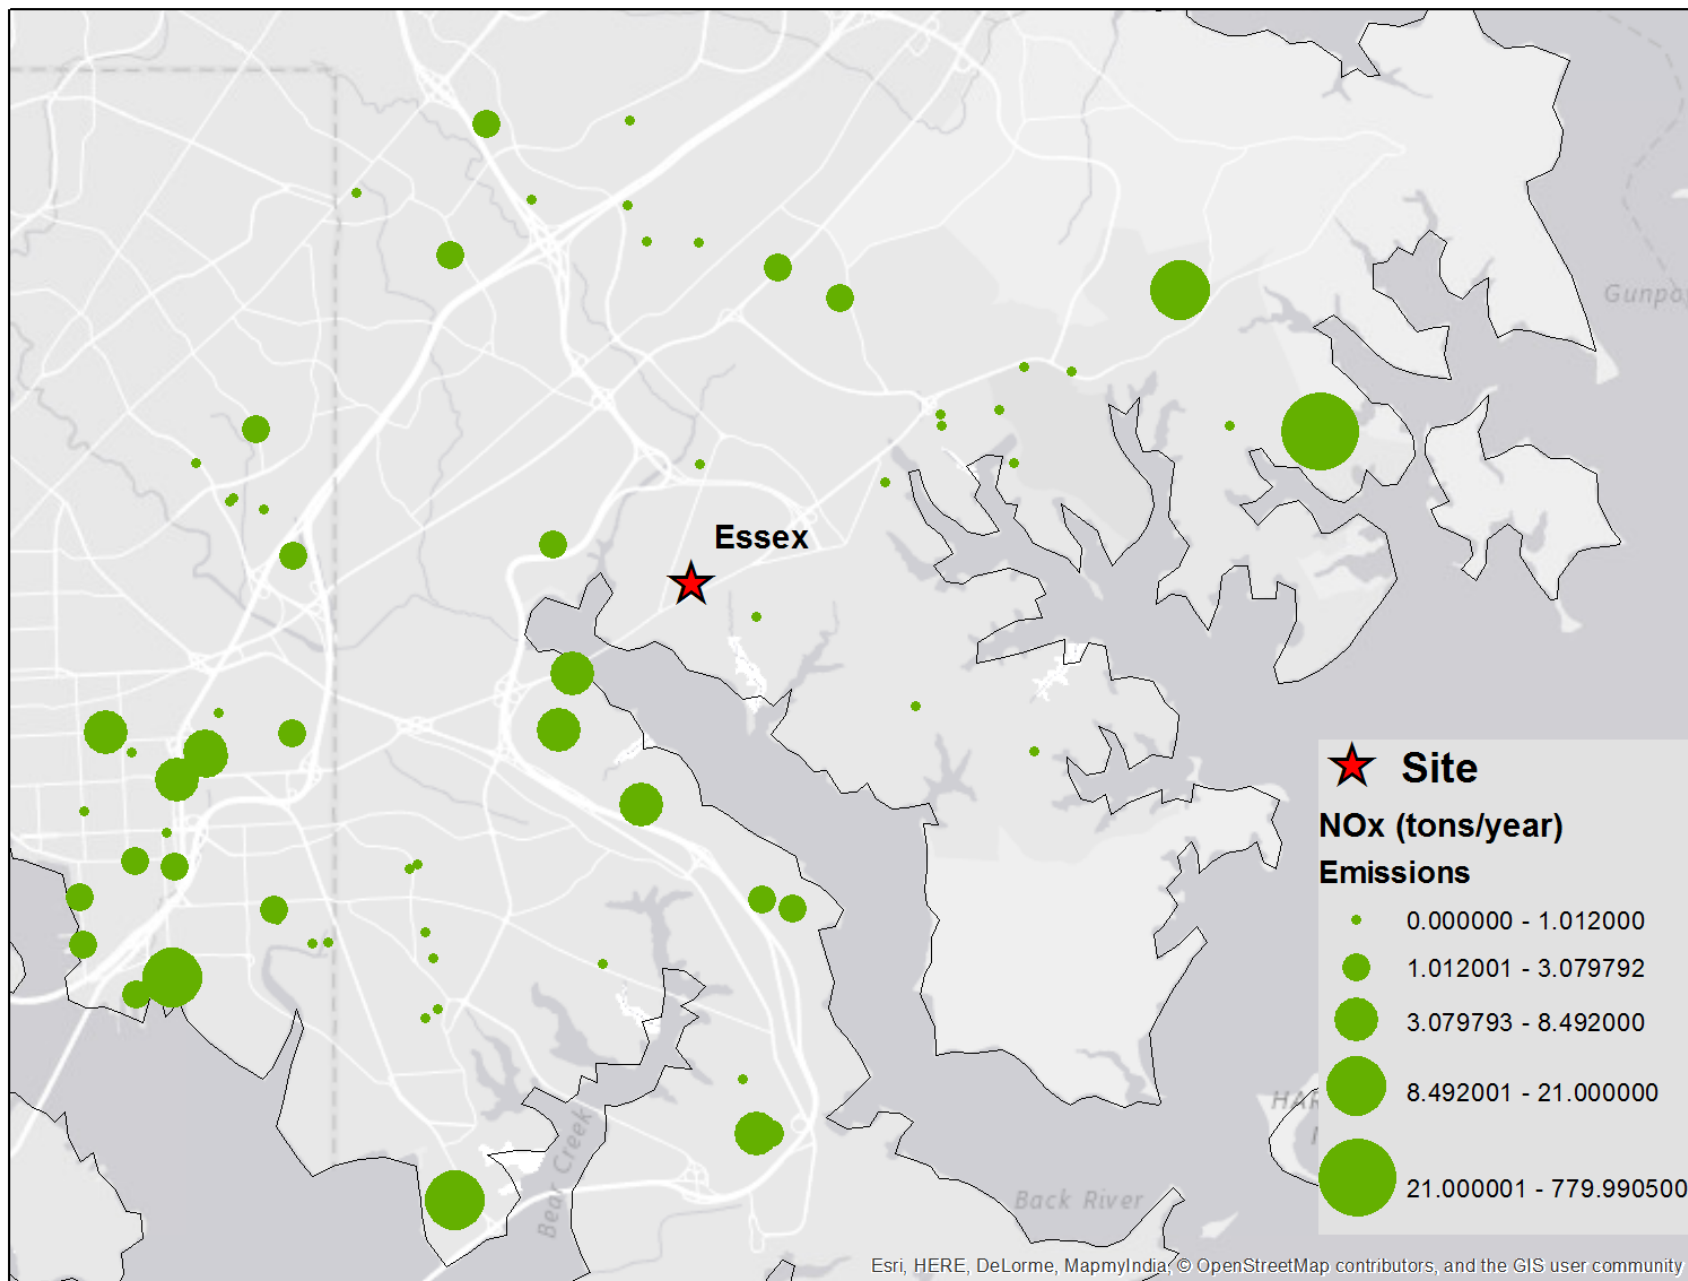 Gunpo
Essex
Site
NOx (tons/year)
Emissions
0.000000 - 1.012000
1.012001 - 3.079792
3.079793 - 8.492000
8.492001 - 21.000000
21.000001 - 779.990500
HAR
Bear Creek
Back River
Esri, HERE, DeLorme, MapmyIndia, © OpenStreetMap contributors, and the GIS user community